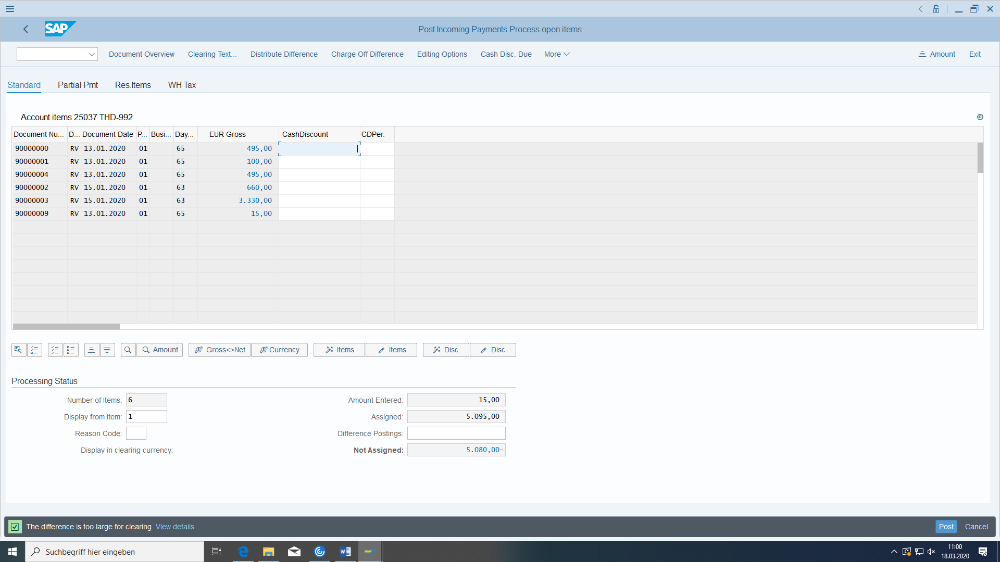 SAP
Post Incoming Payments Process open items
Document Overview Clearing Text... Distribute Difference Charge Off Difference Editing Options Cash Disc. Due More Amount Exit
Standard Partial Pmt Res.Items WH Tax
Account items 25037 THD-992
Document Nu... D... Document Date P... Busi... Day... EUR Gross CashDiscount CDPer.
90000000 RV 13.01.2020 01 65 495,00
90000001 RV 13.01.2020 01 65 100,00
90000004 RV 13.01.2020 01 65 495,00
90000002 RV 15.01.2020 01 63 660,00
90000003 RV 15.01.2020 01 63 3.330,00
90000009 RV 13.01.2020 01 65 15,00
Amount Gross<>Net Currency Items Items Disc. Disc.
Processing Status
Number of Items: 6 Amount Entered: 15,00
Display from Item: 1 Assigned: 5.095,00
Reason Code: Difference Postings:
Display in clearing currency: Not Assigned: 5.080,00-
The difference is too large for clearing View details Post Cancel
Suchbegriff hier eingeben
11:00
18.03.2020